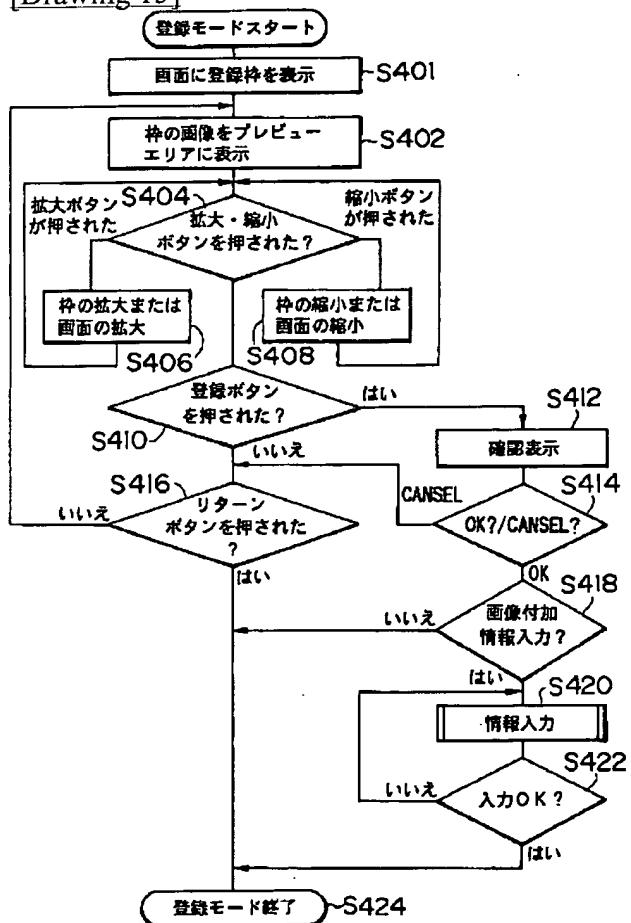 [Drawing 15]
登録モードスタート
画面に登録枠を表示
S401
枠の画像をプレビュー
エリアに表示
S402
S404
拡大ボタン
が押された
縮小ボタン
が押された
拡大・縮小
ボタンを押された?
枠の拡大または
画面の拡大
S406
枠の縮小または
画面の縮小
S408
登録ボタン
を押された?
はい
S410
いいえ
S412
確認表示
S416
リターン
ボタンを押された
?
いいえ
はい
CANSEL
S414
OK?/CANSEL?
OK
S418
画像付加
情報入力?
いいえ
はい
S420
情報入力
S422
入力OK?
いいえ
はい
登録モード終了
S424